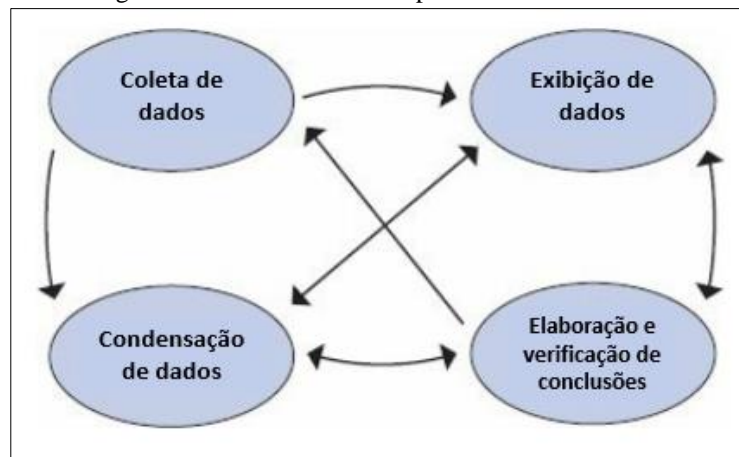 Coleta de
dados
Exibição de
dados
Condensação
de dados
Elaboração e
verificação de
conclusões